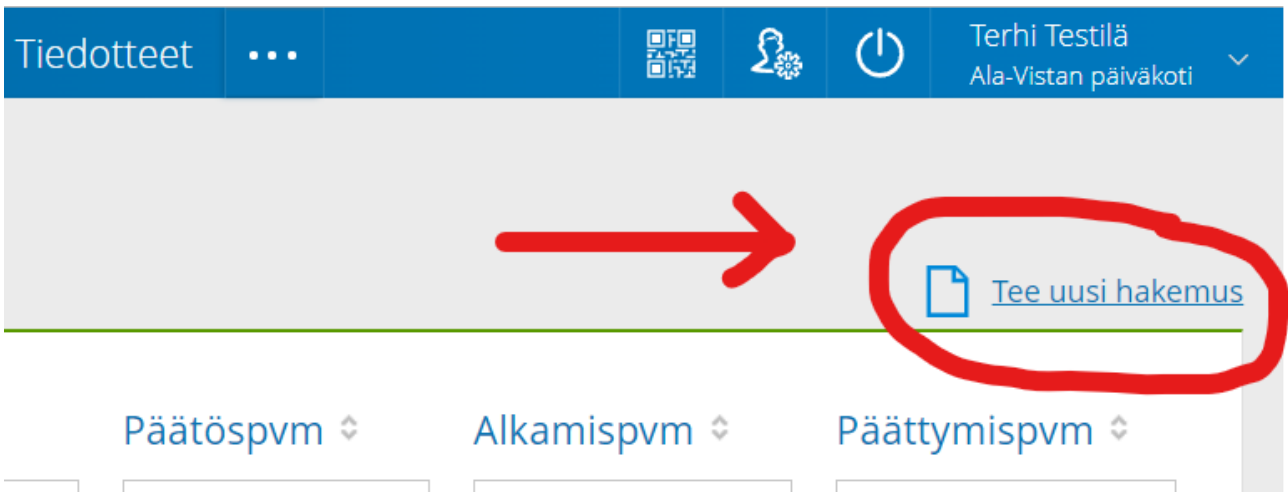 Tiedotteet
Terhi Testilä
Ala-Vistan päiväkoti
Tee uusi hakemus
Päätöspvm
Alkamispvm
Päättymispvm